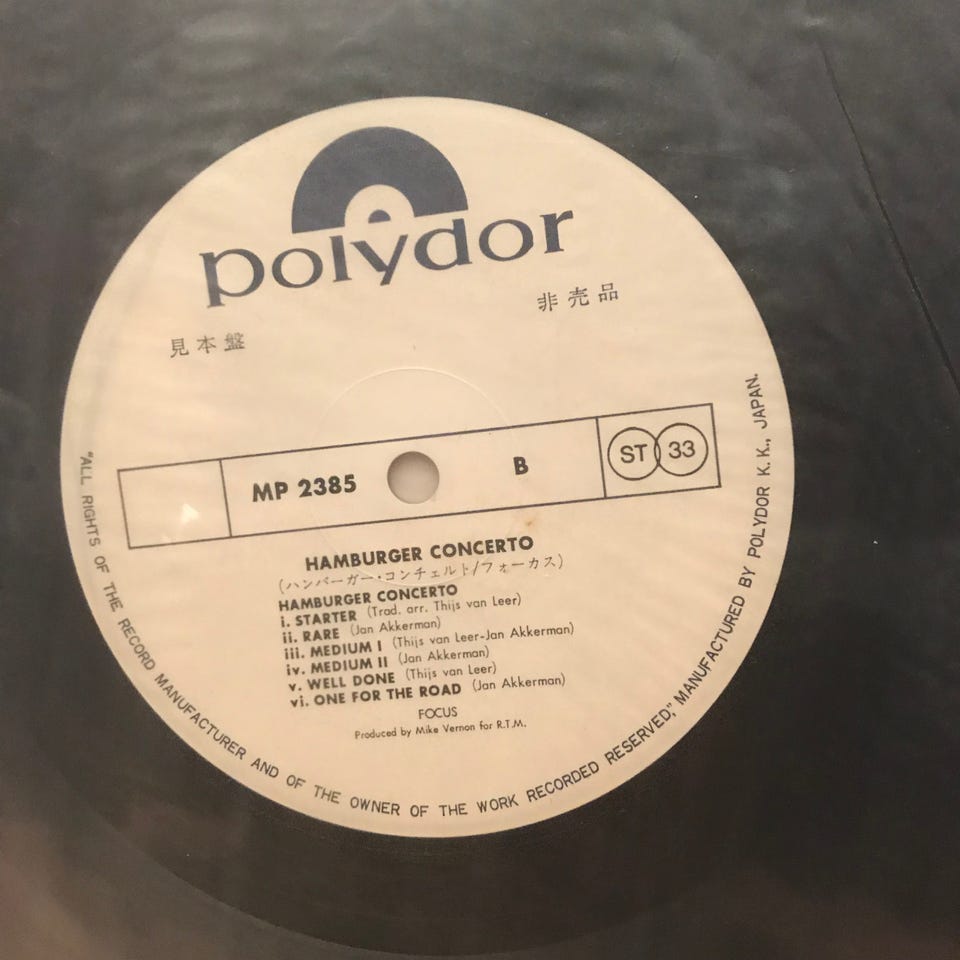 polydor
見本盤
非売品
MP 2385
B
ST 33
HAMBURGER CONCERTO
(ハンバーガー・コンチェルト/フォーカス)
HAMBURGER CONCERTO
i. STARTER (Trad. arr. Thijs van Leer)
ii. RARE (Jan Akkerman)
iii. MEDIUM I (Thijs van Leer-Jan Akkerman)
iv. MEDIUM II (Jan Akkerman)
v. WELL DONE (Thijs van Leer)
vi. ONE FOR THE ROAD (Jan Akkerman)
FOCUS
Produced by Mike Vernon for R.T.M.
"ALL RIGHTS OF THE RECORD MANUFACTURER AND OF THE OWNER OF THE WORK RECORDED RESERVED," MANUFACTURED BY POLYDOR K.K., JAPAN.